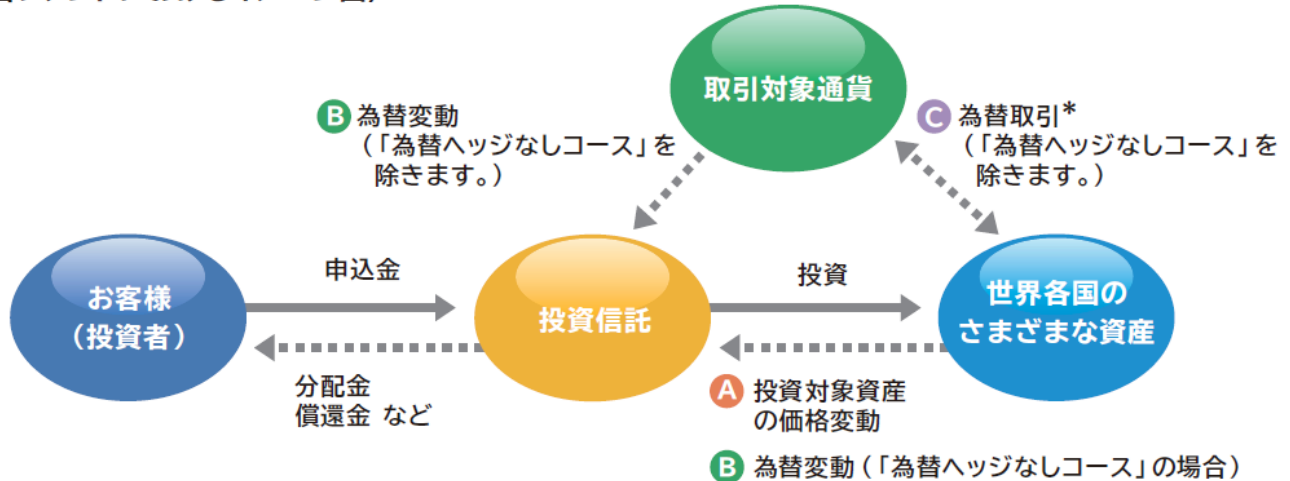 取引対象通貨
B 為替変動
（「為替ヘッジなしコース」を
除きます。）
C 為替取引*
（「為替ヘッジなしコース」を
除きます。）
お客様
（投資者）
申込金
投資信託
投資
世界各国の
さまざまな資産
分配金
償還金 など
A 投資対象資産
の価格変動
B 為替変動（「為替ヘッジなしコース」の場合）